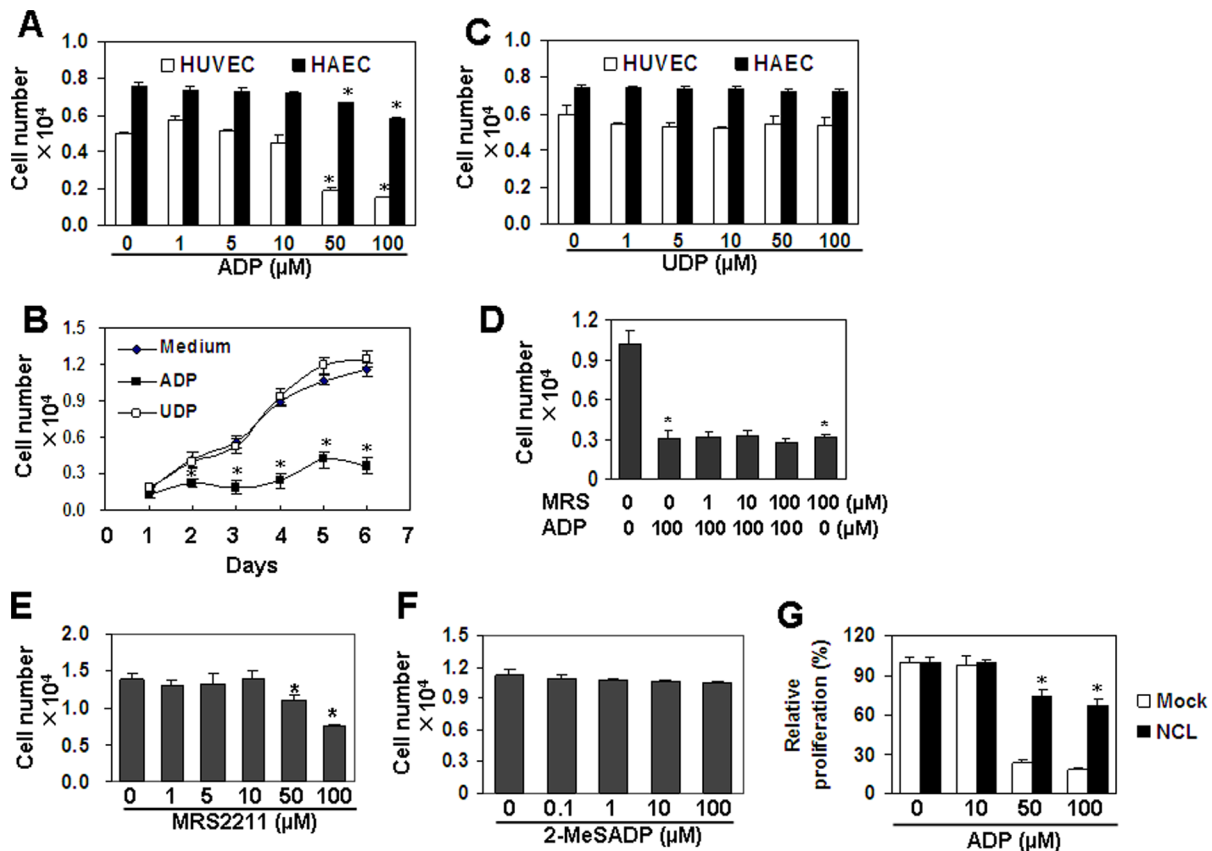 A
Cell number
×10⁴
1.0
0.8
0.6
0.4
0.2
0.0
HUVEC HAEC
* *
* *
0 1 5 10 50 100
ADP (µM)
C
Cell number
×10⁴
1.0
0.8
0.6
0.4
0.2
0.0
HUVEC HAEC
0 1 5 10 50 100
UDP (µM)
B
Cell number
×10⁴
1.5
1.2
0.9
0.6
0.3
0.0
Medium
ADP
UDP
* * * * *
0 1 2 3 4 5 6 7
Days
D
Cell number
×10⁴
1.2
0.9
0.6
0.3
0
* *
MRS 0 0 1 10 100 100 (µM)
ADP 0 100 100 100 100 0 (µM)
E
Cell number
×10⁴
2.0
1.5
1.0
0.5
0.0
* *
0 1 5 10 50 100
MRS2211 (µM)
F
Cell number
×10⁴
1.5
1.2
0.9
0.6
0.3
0
0 0.1 1 10 100
2-MeSADP (µM)
G
Relative
proliferation (%)
120
90
60
30
0
* *
Mock
NCL
0 10 50 100
ADP (µM)